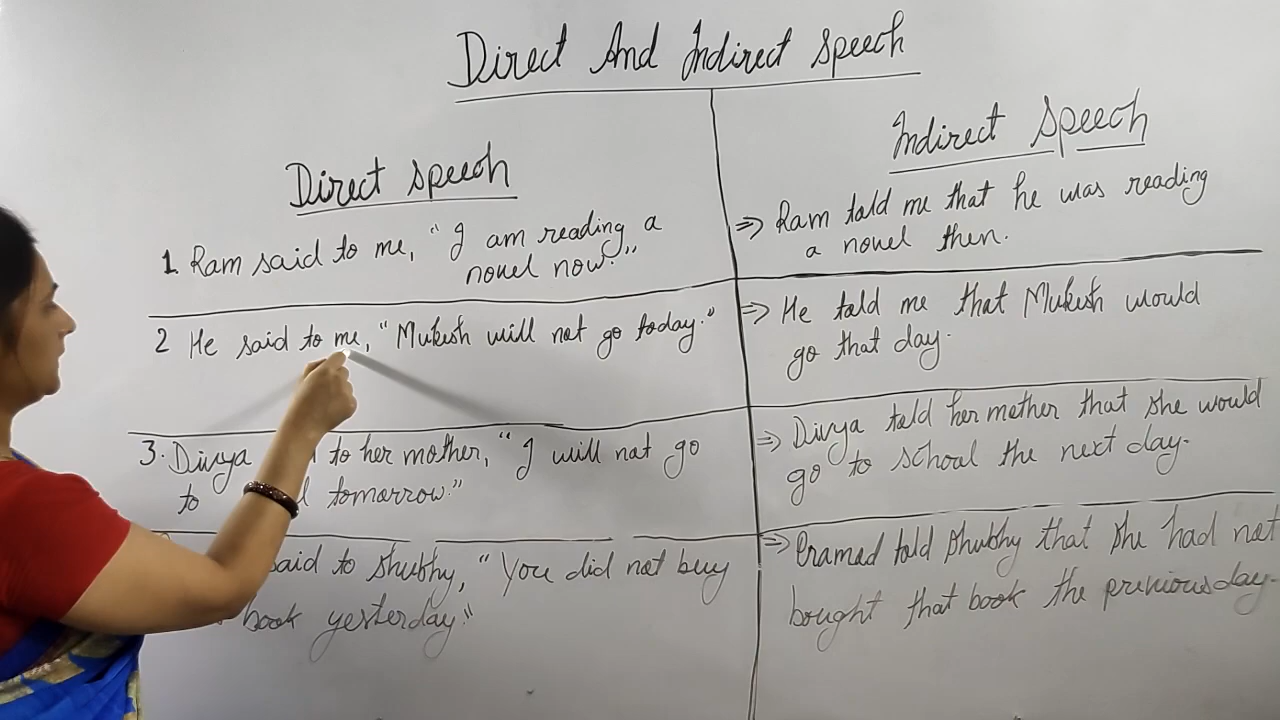 Direct And Indirect Speech
Direct Speech
1. Ram said to me, "I am reading a
novel now."
2 He said to me, "Mukesh will not go today."
3. Divya to her mother, "I will not go
to tomorrow."
said to Shubhy, "You did not buy
book yesterday."
Indirect Speech
⇒ Ram told me that he was reading
a novel then.
⇒ He told me that Mukesh would
go that day.
⇒ Divya told her mother that she would
go to school the next day.
⇒ Pramad told Shubhy that she had not
bought that book the previous day.